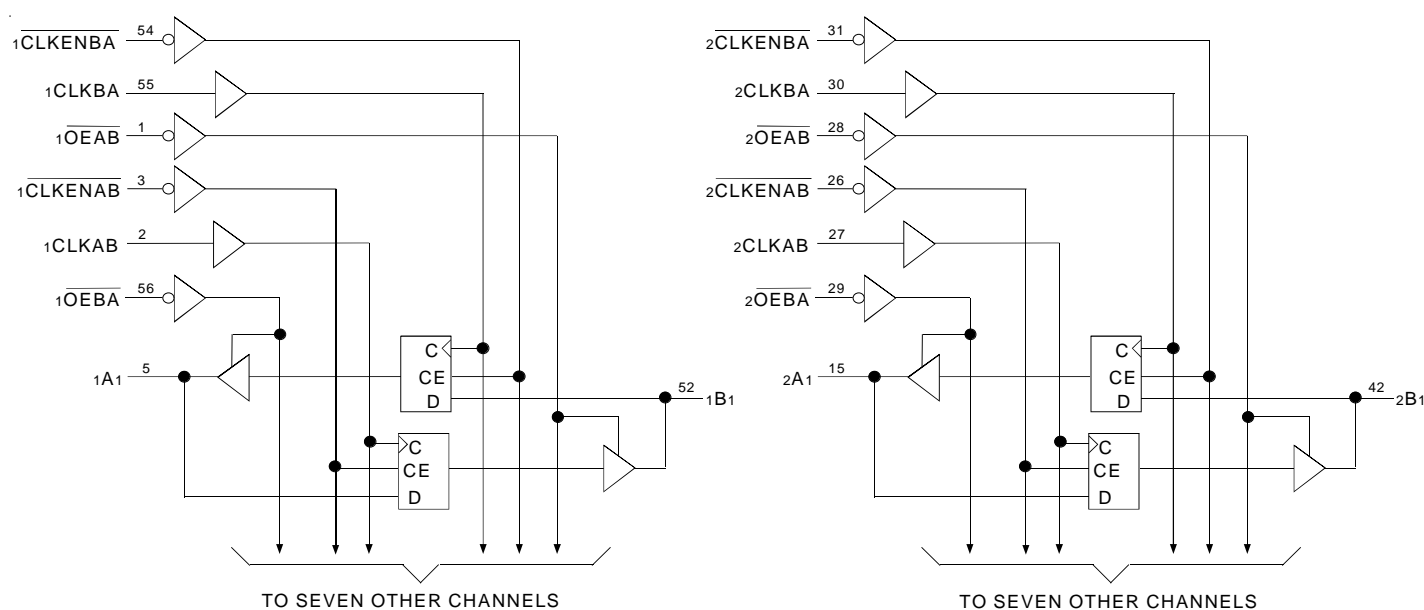 1CLKENBA 54
1CLKBA 55
1OEAB 1
1CLKENAB 3
1CLKAB 2
1OEBA 56
1A1 5
C
CE
D
52 1B1
C
CE
D
TO SEVEN OTHER CHANNELS
2CLKENBA 31
2CLKBA 30
2OEAB 28
2CLKENAB 26
2CLKAB 27
2OEBA 29
2A1 15
C
CE
D
42 2B1
C
CE
D
TO SEVEN OTHER CHANNELS